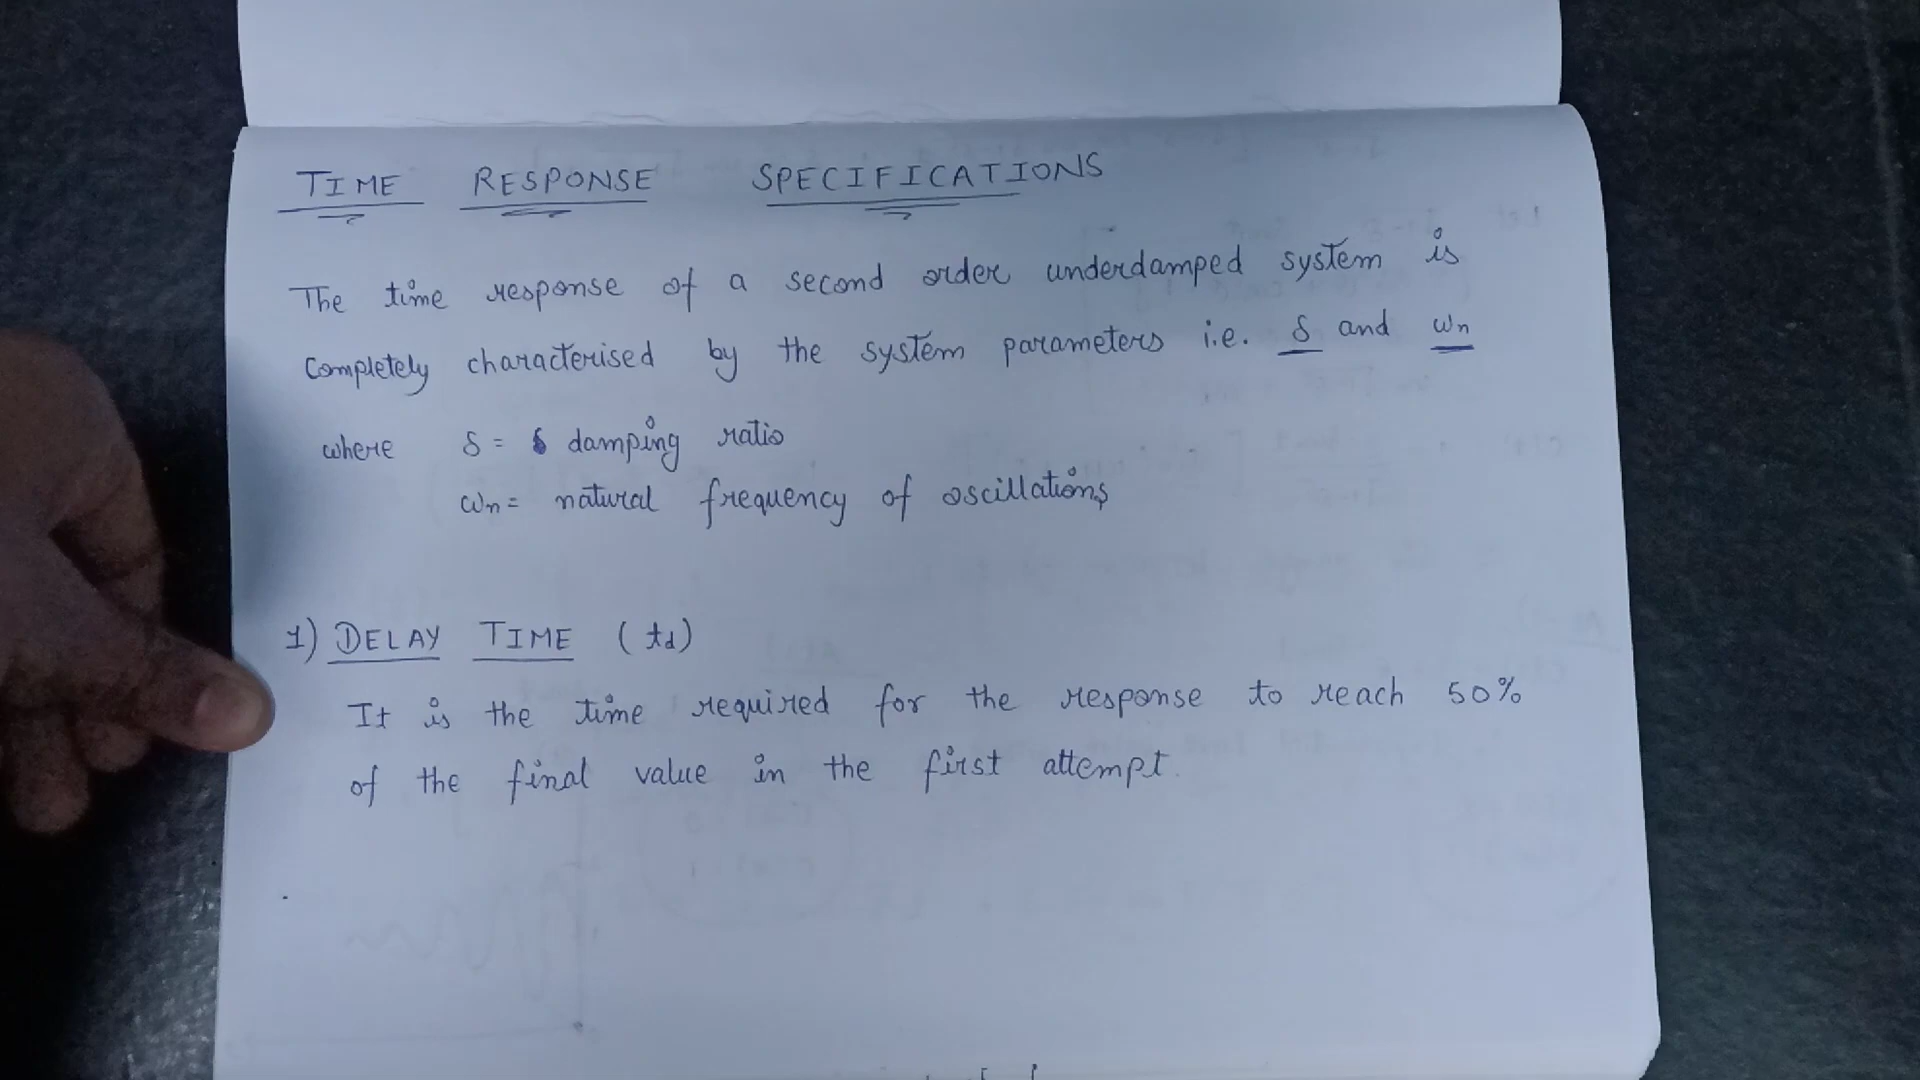 TIME RESPONSE SPECIFICATIONS
The time response of a second order underdamped system is
completely characterised by the system parameters i.e. δ and ωn
where δ = damping ratio
ωn = natural frequency of oscillations
1) DELAY TIME (td)
It is the time required for the response to reach 50%
of the final value in the first attempt